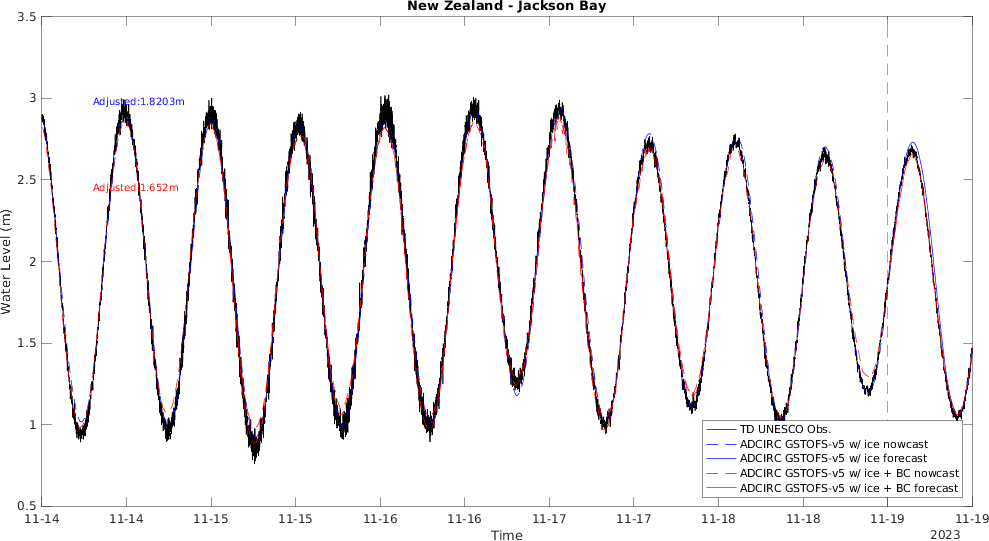 New Zealand - Jackson Bay
3.5
3
2.5
2
1.5
1
0.5
Water Level (m)
Adjusted:1.8203m
Adjusted:1.652m
TD UNESCO Obs.
ADCIRC GSTOFS-v5 w/ ice nowcast
ADCIRC GSTOFS-v5 w/ ice forecast
ADCIRC GSTOFS-v5 w/ ice + BC nowcast
ADCIRC GSTOFS-v5 w/ ice + BC forecast
11-14 11-14 11-15 11-15 11-16 11-16 11-17 11-17 11-18 11-18 11-19 11-19
Time
2023